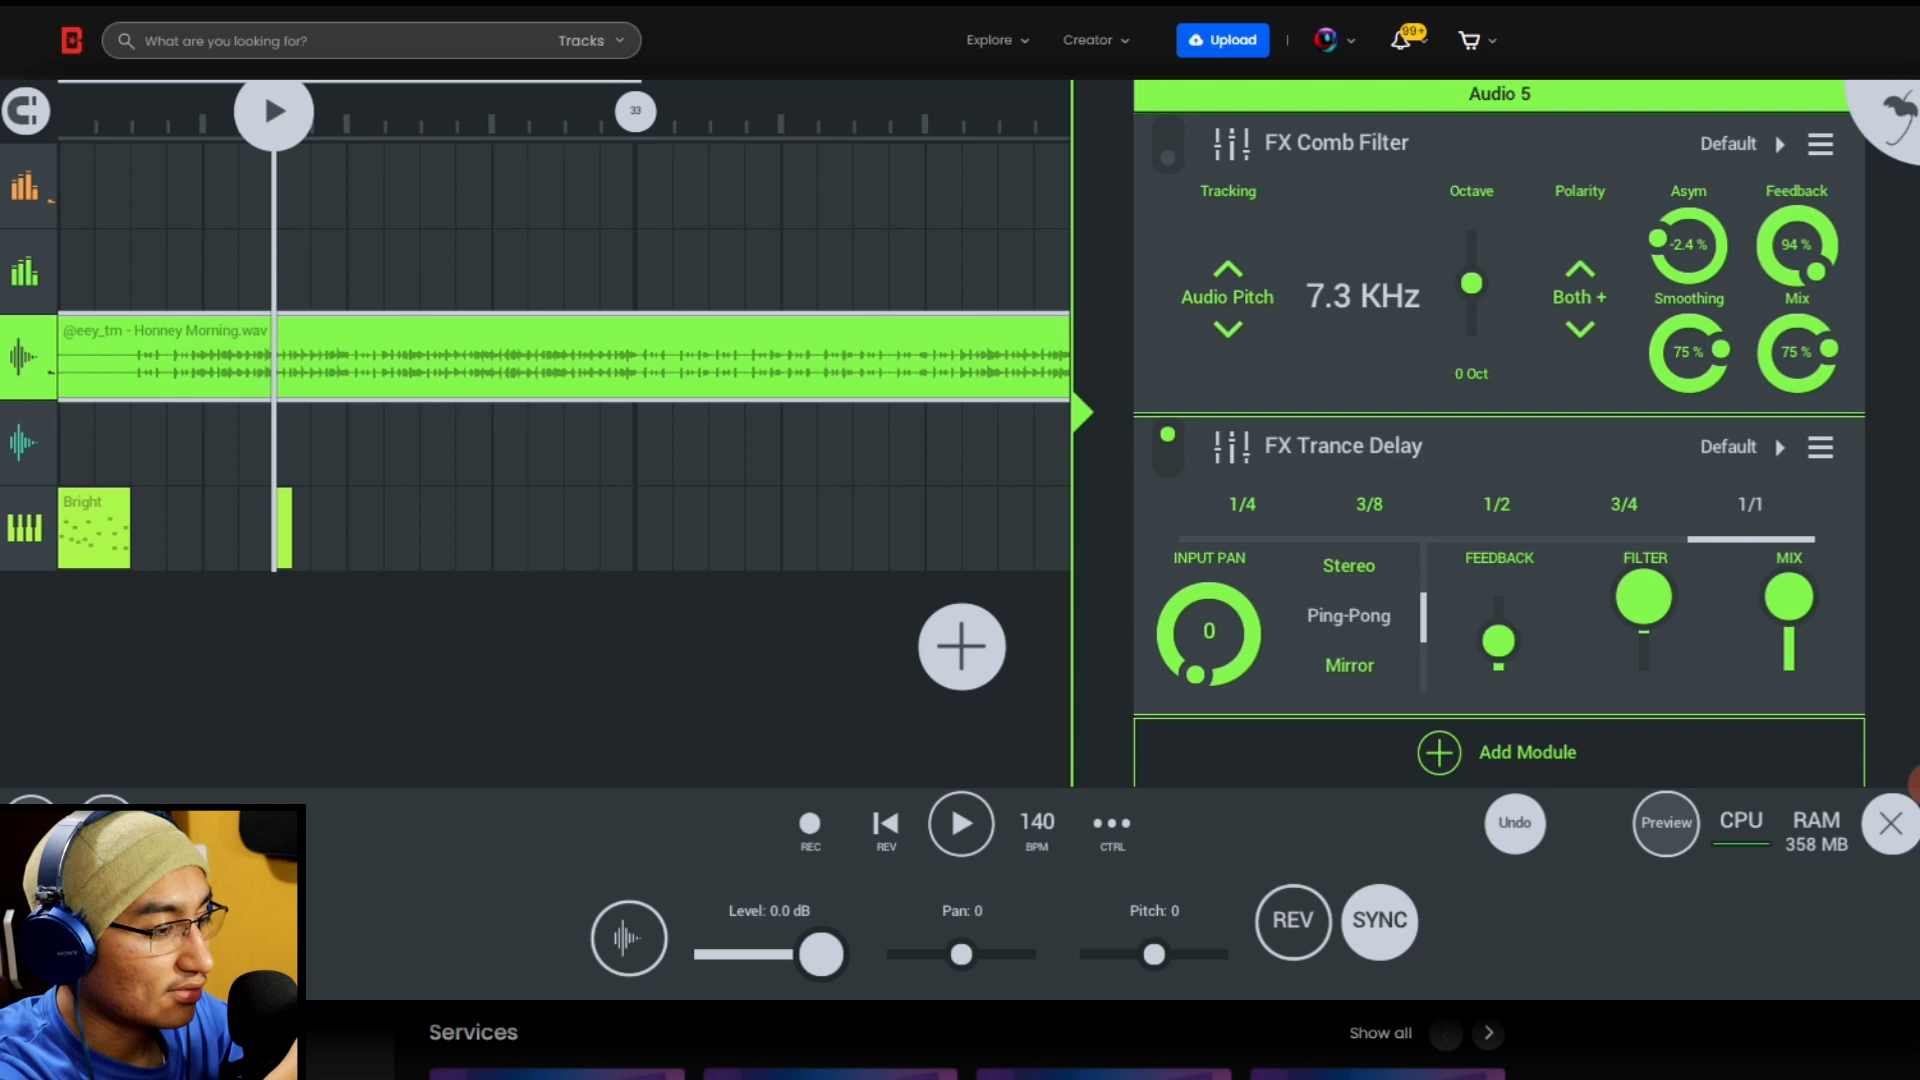 What are you looking for? Tracks
Explore Creator Upload 99+
33
Audio 5
FX Comb Filter Default
Tracking Octave Polarity Asym Feedback
-2.4 % 94 %
Audio Pitch 7.3 KHz Both + Smoothing Mix
75 % 75 %
0 Oct
@eey_tm - Honney Morning.wav
FX Trance Delay Default
1/4 3/8 1/2 3/4 1/1
INPUT PAN Stereo FEEDBACK FILTER MIX
Ping-Pong
0
Mirror
Bright
Add Module
REC REV 140 BPM CTRL
Undo Preview CPU RAM
358 MB
Level: 0.0 dB Pan: 0 Pitch: 0
REV SYNC
SONY
Services Show all